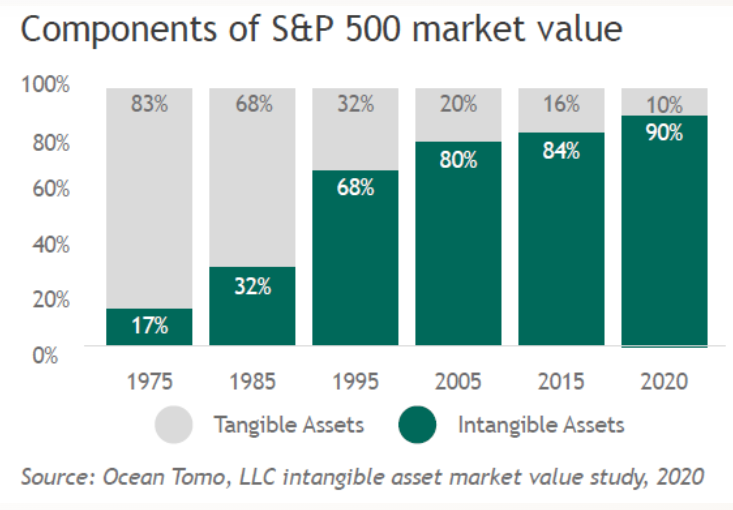 Components of S&P 500 market value
100%
80%
60%
40%
20%
0%
83% 68% 32% 20% 16% 10%
17% 32% 68% 80% 84% 90%
1975 1985 1995 2005 2015 2020
Tangible Assets Intangible Assets
Source: Ocean Tomo, LLC intangible asset market value study, 2020